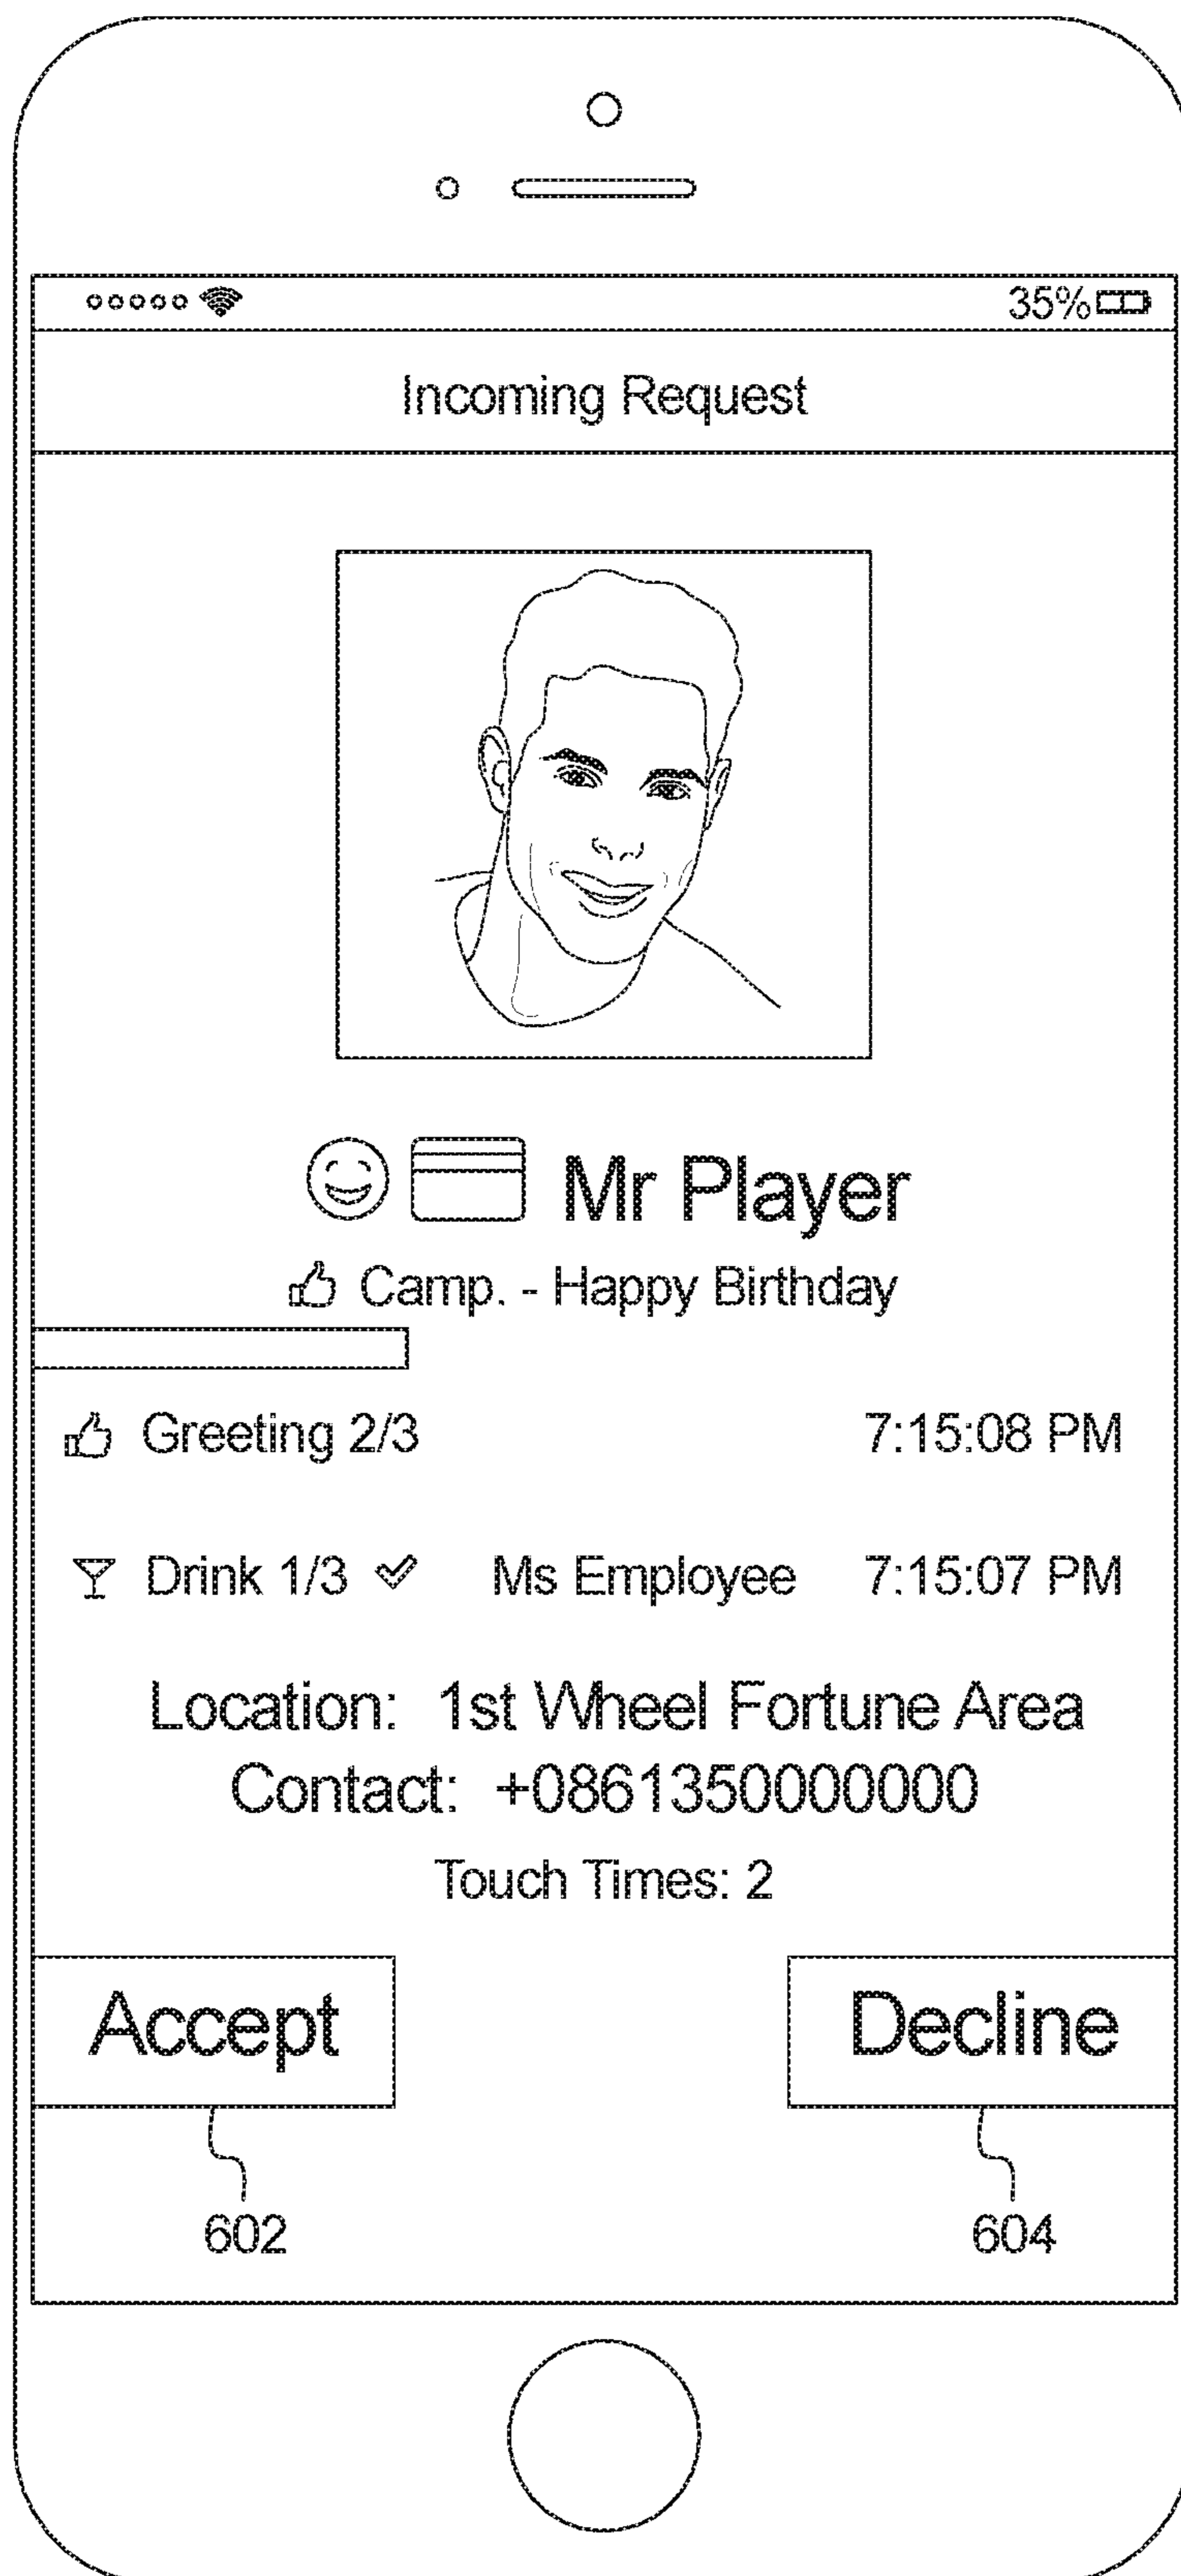 35%
Incoming Request
Mr Player
Camp. - Happy Birthday
Greeting 2/3 7:15:08 PM
Drink 1/3 Ms Employee 7:15:07 PM
Location: 1st Wheel Fortune Area
Contact: +0861350000000
Touch Times: 2
Accept Decline
602 604